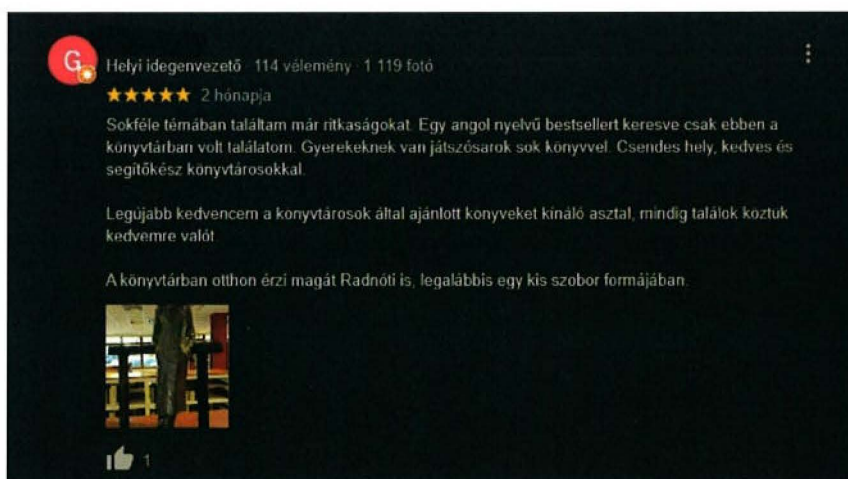 G
Helyi idegenvezető · 114 vélemény · 1 119 fotó
2 hónapja
Sokféle témában találtam már ritkaságokat. Egy angol nyelvű bestsellert keresve csak ebben a
könyvtárban volt találatom. Gyerekeknek van játszósarok sok könyvvel. Csendes hely, kedves és
segítőkész könyvtárosokkal.
Legújabb kedvencem a könyvtárosok által ajánlott könyveket kínáló asztal, mindig találok köztük
kedvemre valót.
A könyvtárban otthon érzi magát Radnóti is, legalábbis egy kis szobor formájában.
1